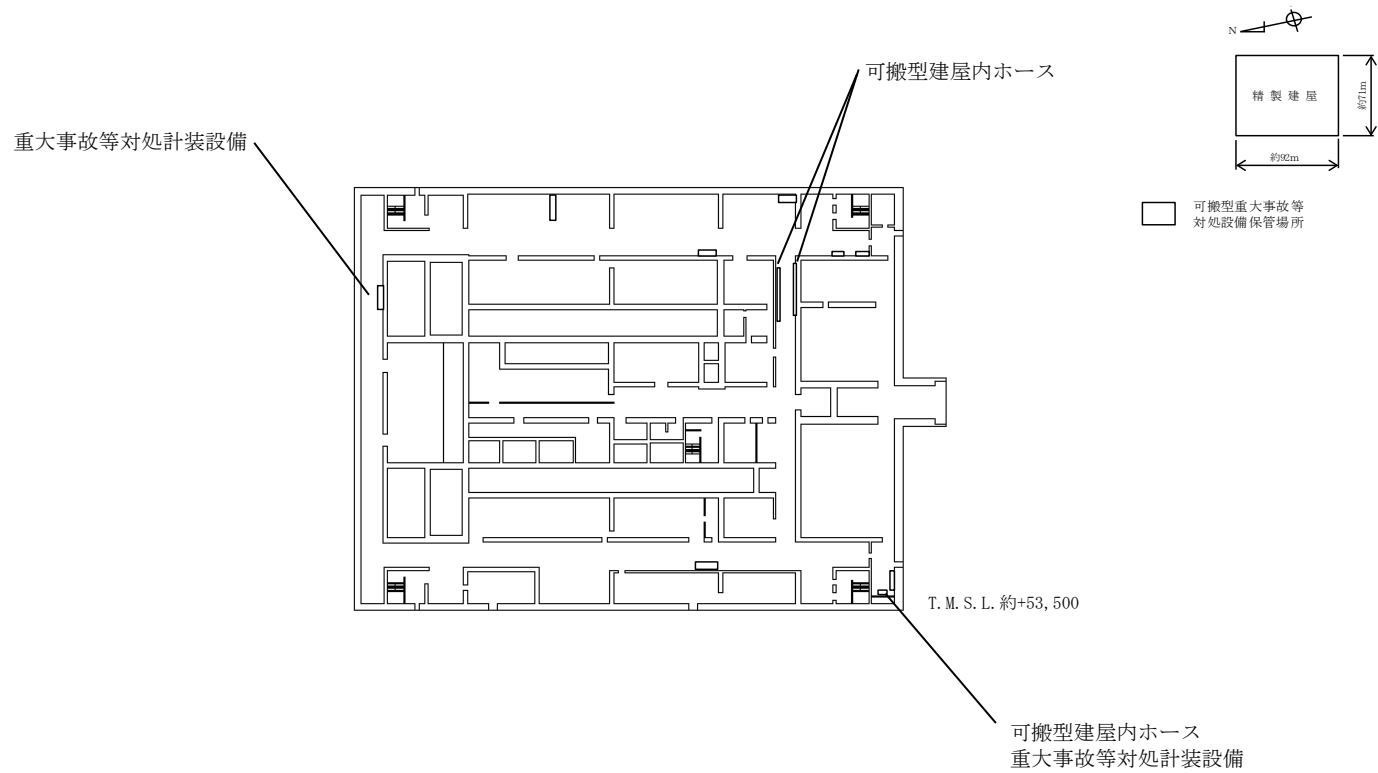 N
可搬型建屋内ホース
精製建屋
約71m
重大事故等対処計装設備
約92m
可搬型重大事故等
対処設備保管場所
T.M.S.L.約+53,500
可搬型建屋内ホース
重大事故等対処計装設備